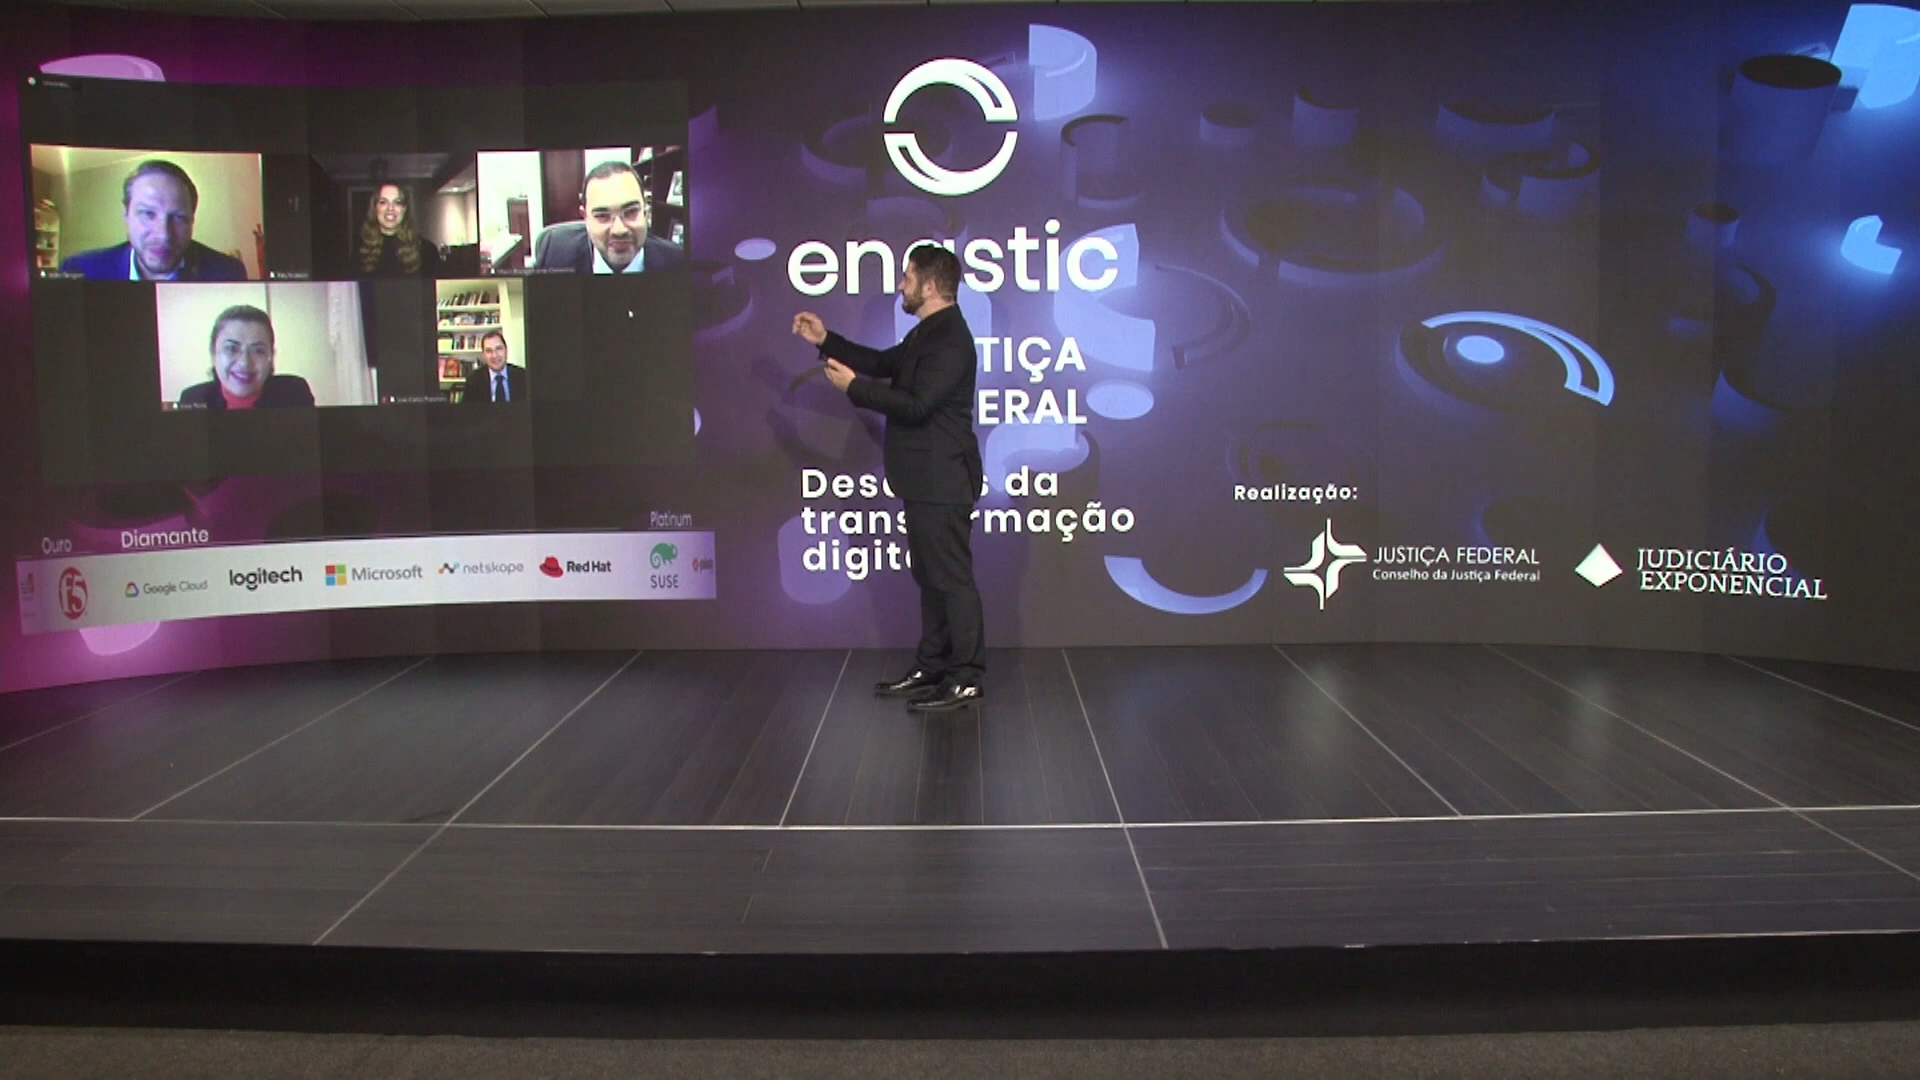 enastic
TIÇA
ERAL
Des s da
trans rmação
digit
Realização:
JUSTIÇA FEDERAL
Conselho da Justiça Federal
JUDICIÁRIO
EXPONENCIAL
Ouro
Diamante
Platinum
f5
Google Cloud
logitech
Microsoft
netskope
Red Hat
SUSE